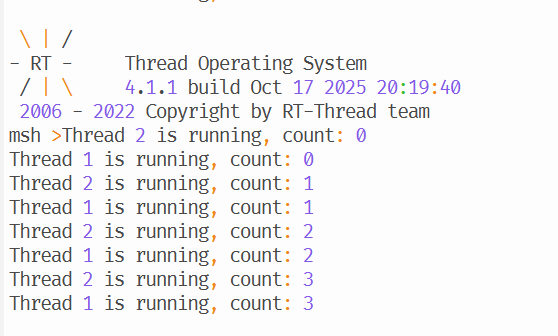 \ | /
- RT -     Thread Operating System
/ | \     4.1.1 build Oct 17 2025 20:19:40
2006 - 2022 Copyright by RT-Thread team
msh >Thread 2 is running, count: 0
Thread 1 is running, count: 0
Thread 2 is running, count: 1
Thread 1 is running, count: 1
Thread 2 is running, count: 2
Thread 1 is running, count: 2
Thread 2 is running, count: 3
Thread 1 is running, count: 3